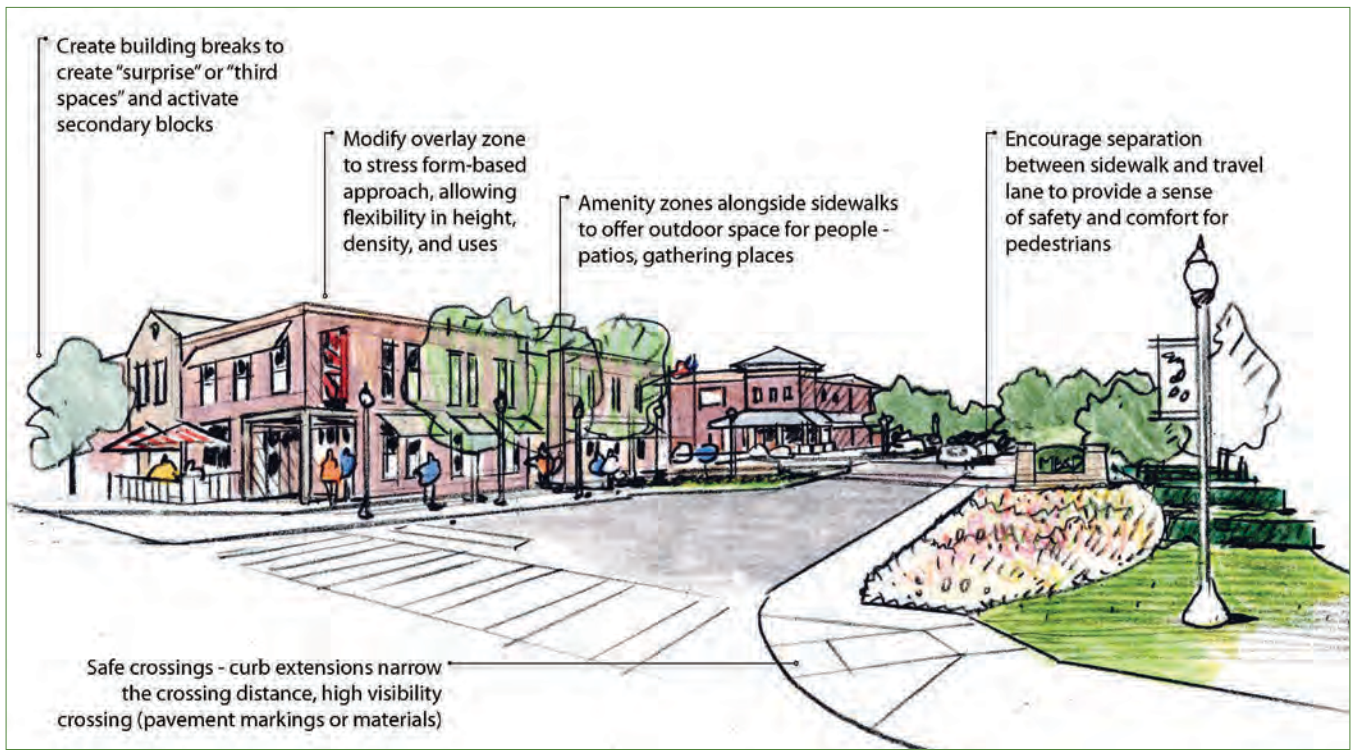 Create building breaks to
create "surprise" or "third
spaces" and activate
secondary blocks
Modify overlay zone
to stress form-based
approach, allowing
flexibility in height,
density, and uses
Amenity zones alongside sidewalks
to offer outdoor space for people -
patios, gathering places
Encourage separation
between sidewalk and travel
lane to provide a sense
of safety and comfort for
pedestrians
Safe crossings - curb extensions narrow
the crossing distance, high visibility
crossing (pavement markings or materials)